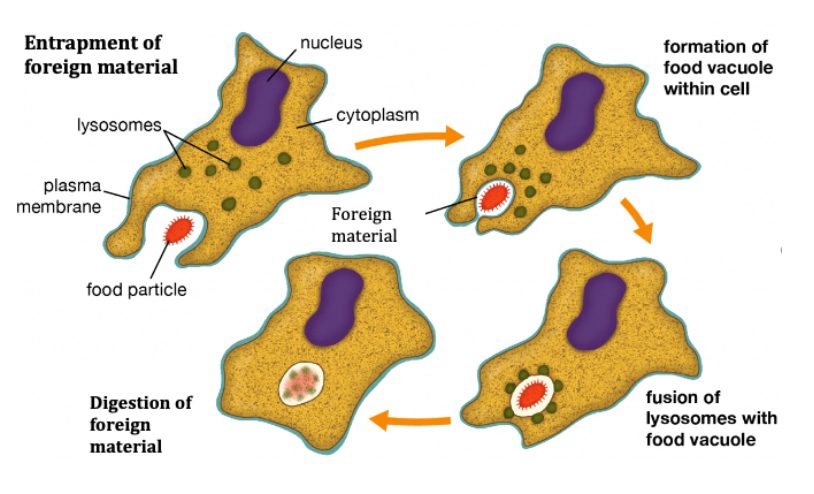 Entrapment of
foreign material
nucleus
cytoplasm
lysosomes
plasma
membrane
food particle
formation of
food vacuole
within cell
Foreign
material
fusion of
lysosomes with
food vacuole
Digestion of
foreign
material